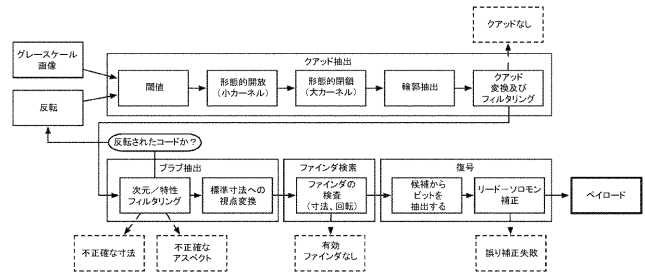 クアッドなし
グレースケール
画像
クアッド抽出
閾値
形態的開放
(小カーネル)
形態的閉鎖
(大カーネル)
輪郭抽出
クアッド
変換及び
フィルタリング
反転
反転されたコードか?
ブラブ抽出
次元/特性
フィルタリング
標準寸法への
視点変換
ファインダ検索
ファインダの
検査
(寸法、回転)
復号
候補から
ビットを
抽出する
リード-ソロモン
補正
ペイロード
不正確な寸法
不正確な
アスペクト
有効
ファインダなし
誤り補正失敗